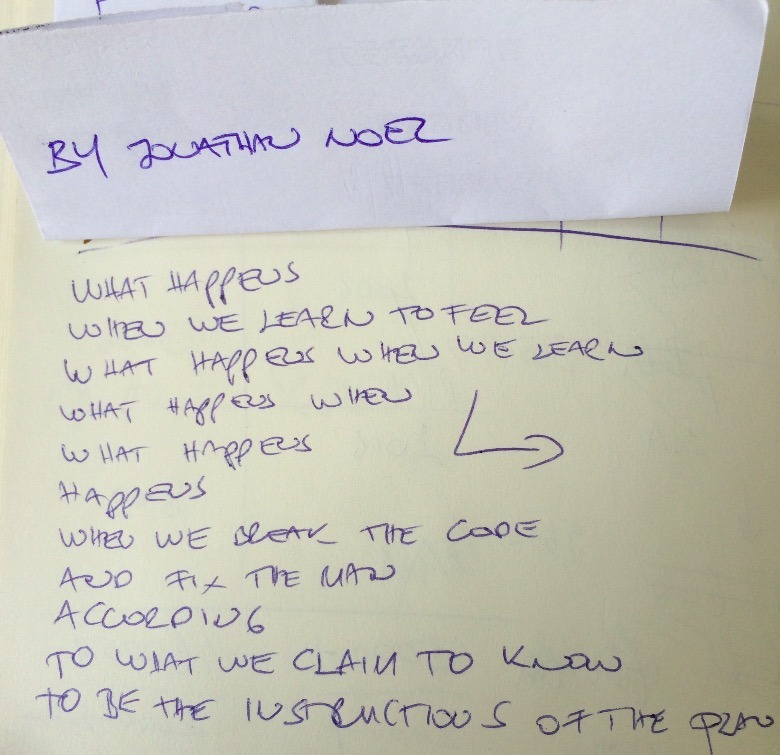 BY JONATHAN NOEL
WHAT HAPPENS
WHEN WE LEARN TO FEEL
WHAT HAPPENS WHEN WE LEARN
WHAT HAPPENS WHEN
WHAT HAPPENS
HAPPENS
WHEN WE BREAK THE CODE
AND FIX THE MAN
ACCORDING
TO WHAT WE CLAIM TO KNOW
TO BE THE INSTRUCTIONS OF THE PLAN